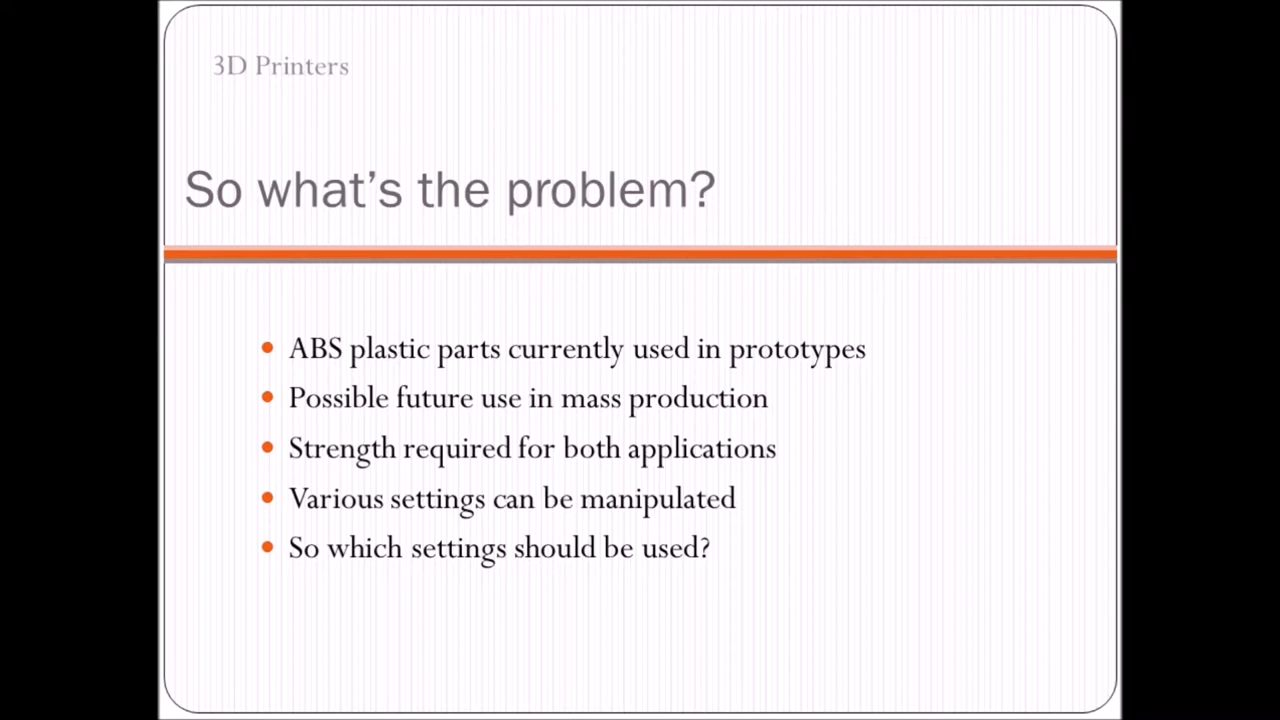 3D Printers
So what's the problem?
ABS plastic parts currently used in prototypes
Possible future use in mass production
Strength required for both applications
Various settings can be manipulated
So which settings should be used?